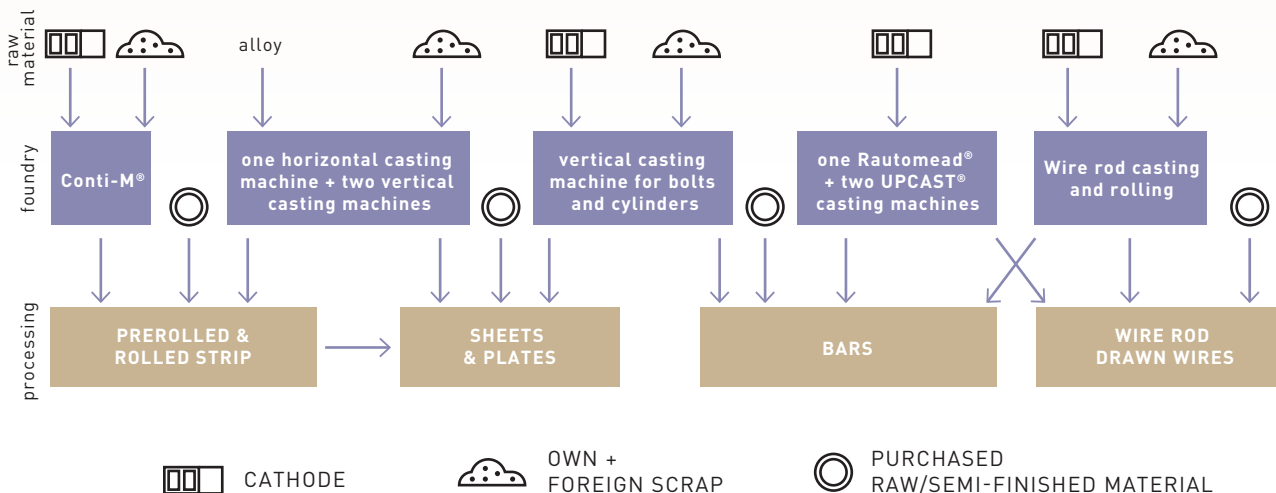 raw
material
alloy
foundry
Conti-M®
one horizontal casting
machine + two vertical
casting machines
vertical casting
machine for bolts
and cylinders
one Rautomead®
+ two UPCAST®
casting machines
Wire rod casting
and rolling
processing
PREROLLED &
ROLLED STRIP
SHEETS
& PLATES
BARS
WIRE ROD
DRAWN WIRES
CATHODE
OWN +
FOREIGN SCRAP
PURCHASED
RAW/SEMI-FINISHED MATERIAL